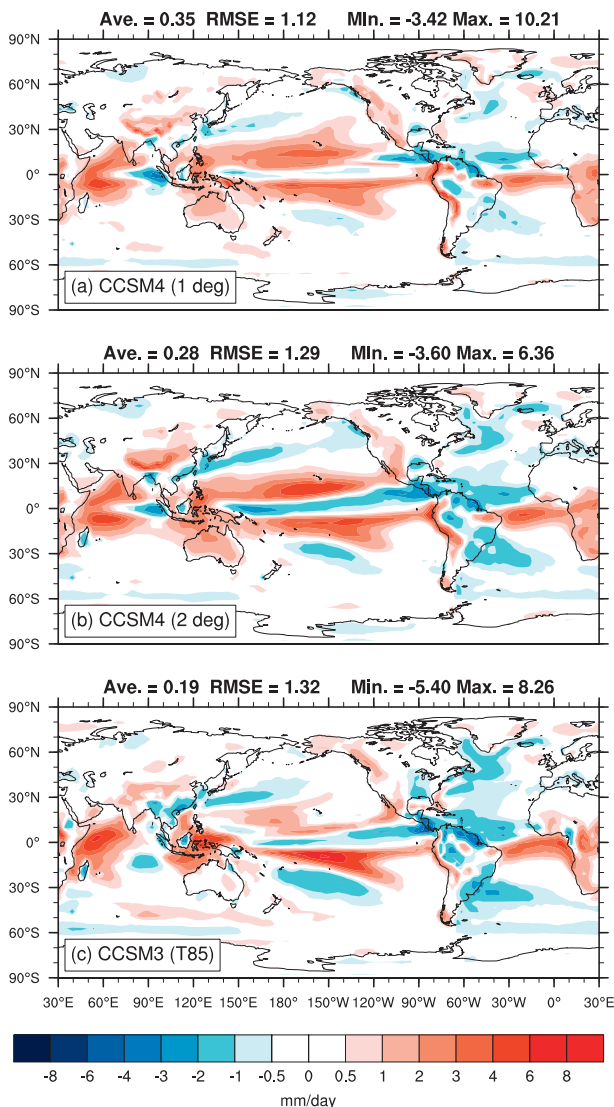 Ave. = 0.35 RMSE = 1.12 MIn. = -3.42 Max. = 10.21
90°N
60°N
30°N
0°
30°S
60°S
90°S
(a) CCSM4 (1 deg)
Ave. = 0.28 RMSE = 1.29 MIn. = -3.60 Max. = 6.36
90°N
60°N
30°N
0°
30°S
60°S
90°S
(b) CCSM4 (2 deg)
Ave. = 0.19 RMSE = 1.32 Min. = -5.40 Max. = 8.26
90°N
60°N
30°N
0°
30°S
60°S
90°S
(c) CCSM3 (T85)
30°E 60°E 90°E 120°E 150°E 180° 150°W 120°W 90°W 60°W 30°W 0° 30°E
-8 -6 -4 -2 -1 -0.5 0 0.5 1 2 3 4 6 8
mm/day